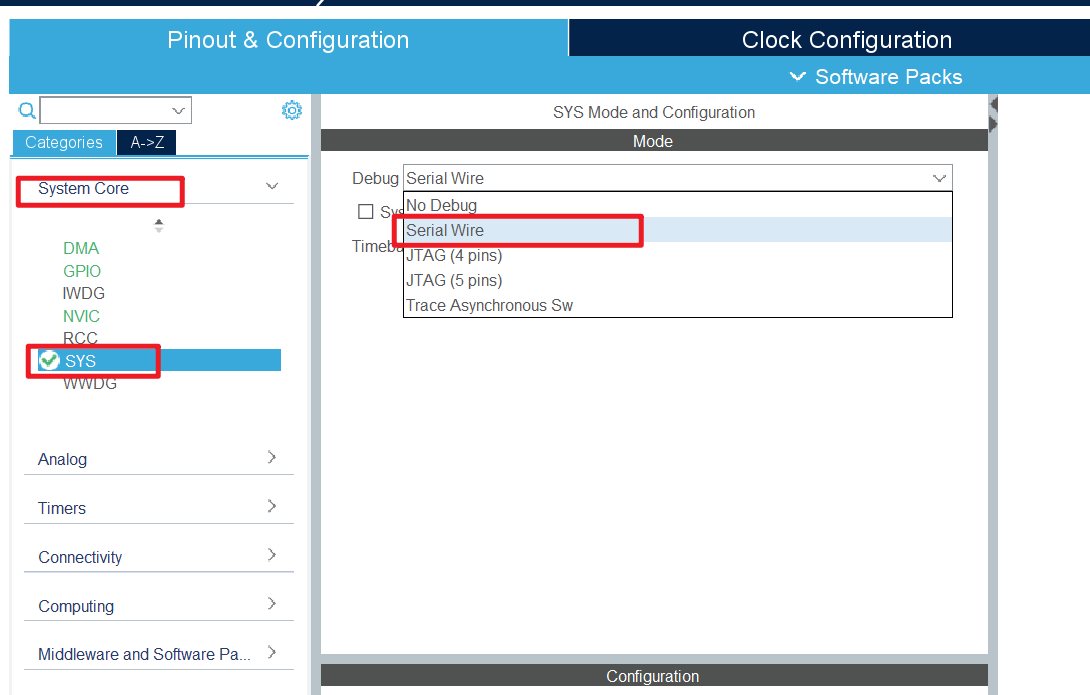 Pinout & Configuration
Clock Configuration
Software Packs
Categories
A->Z
System Core
DMA
GPIO
IWDG
NVIC
RCC
SYS
WWDG
Analog
Timers
Connectivity
Computing
Middleware and Software Pa...
SYS Mode and Configuration
Mode
Debug Serial Wire
No Debug
Serial Wire
JTAG (4 pins)
JTAG (5 pins)
Trace Asynchronous Sw
Configuration